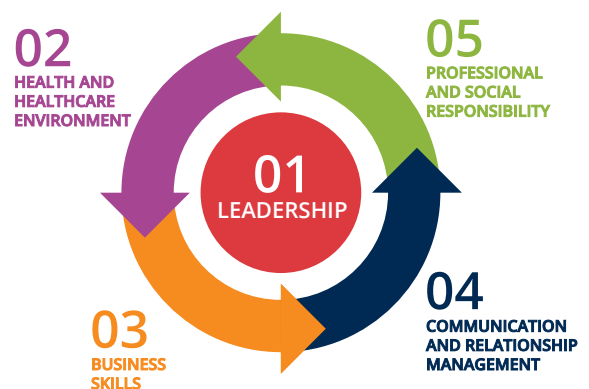 02
HEALTH AND
HEALTHCARE
ENVIRONMENT
05
PROFESSIONAL
AND SOCIAL
RESPONSIBILITY
01
LEADERSHIP
03
BUSINESS
SKILLS
04
COMMUNICATION
AND RELATIONSHIP
MANAGEMENT